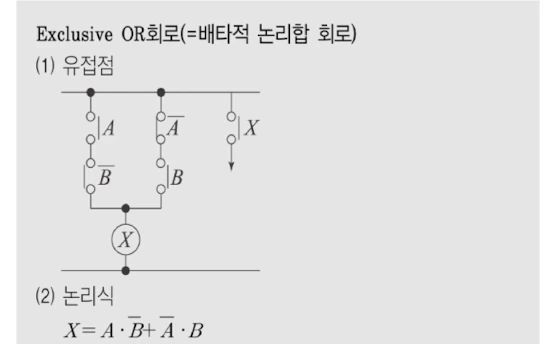 Exclusive OR회로(=배타적 논리합 회로)
(1) 유접점
A A̅ X
B̅ B
X
(2) 논리식
X= A · B̅+ A̅ · B